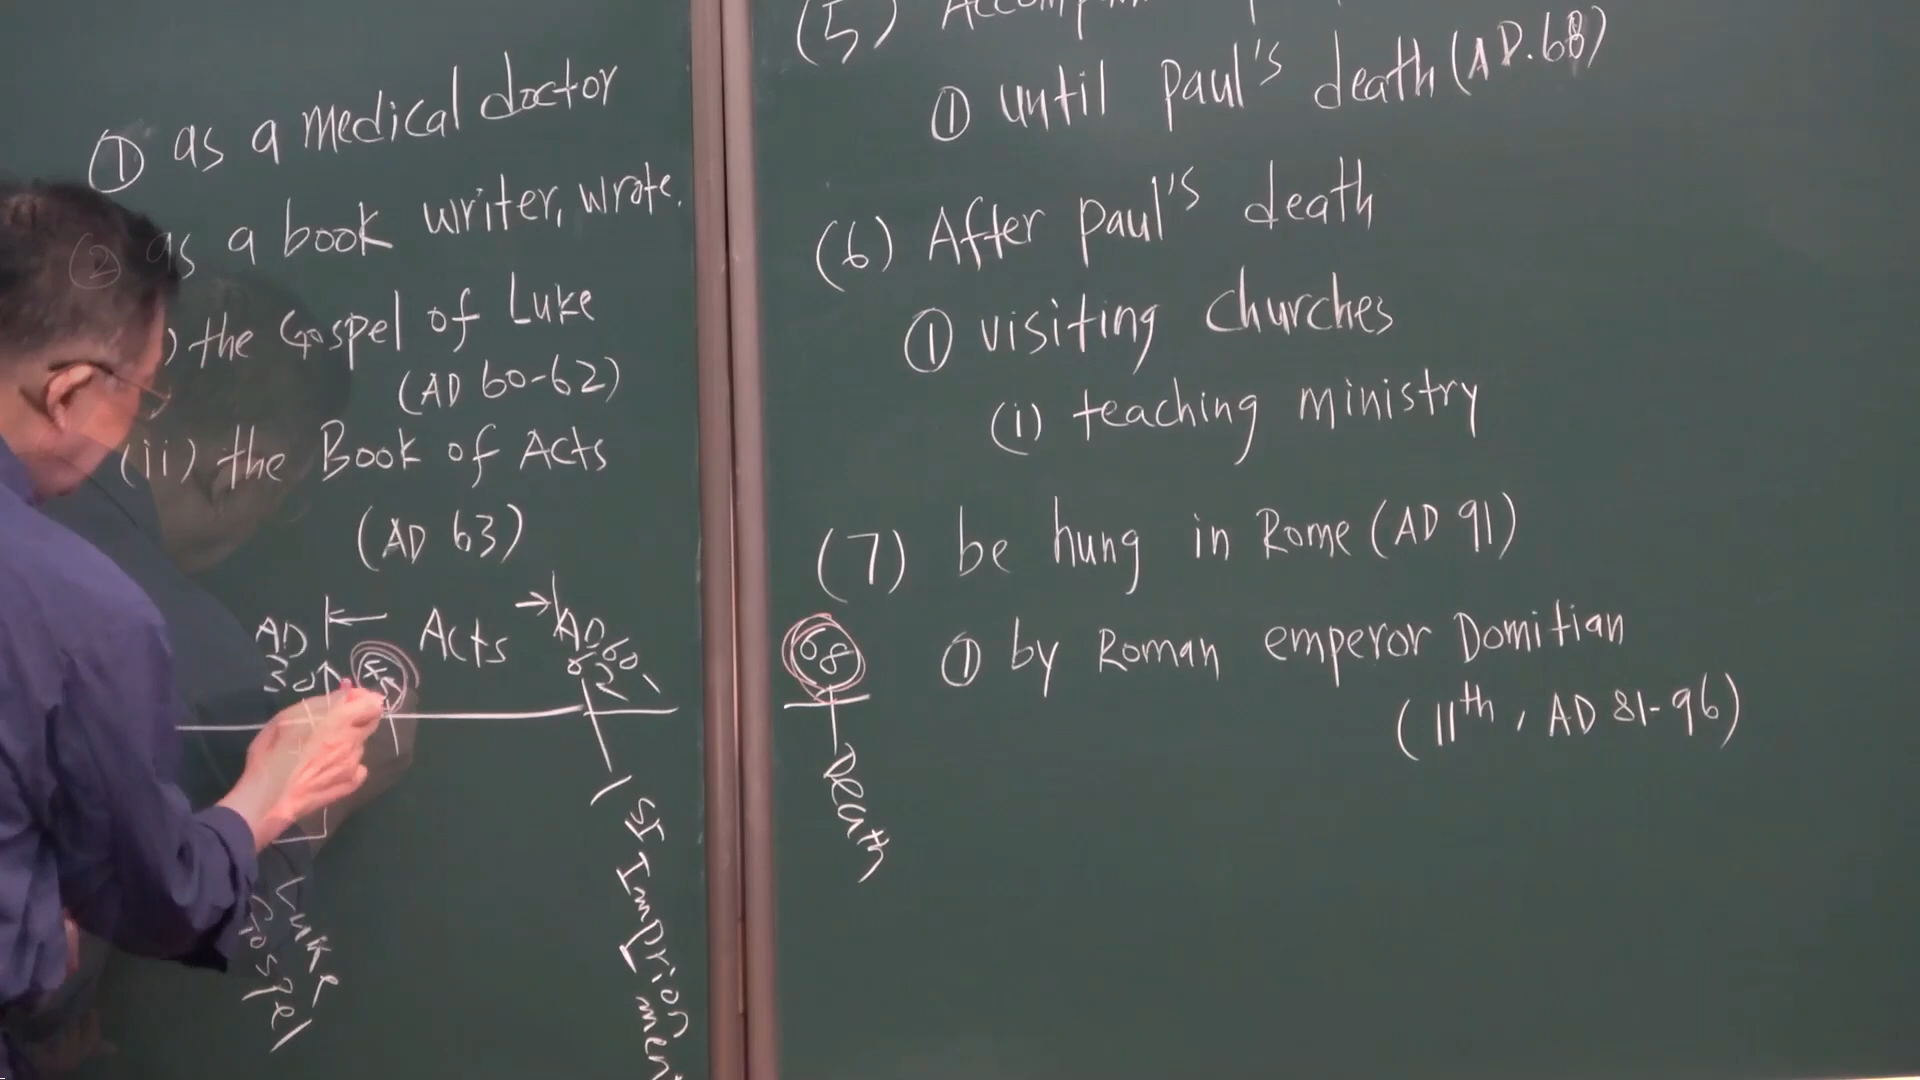 ① as a medical doctor
② as a book writer, wrote.
) the Gospel of Luke
(AD 60-62)
(ii) the Book of Acts
(AD 63)
AD
30
Acts
AD
60
62
Luke
Gospel
1st Imprionmen
(5)
① until paul's death (AD.68)
(6) After paul's death
① visiting churches
(i) teaching ministry
(7) be hung in Rome (AD 91)
68
① by Roman emperor Domitian
(11th, AD 81-96)
Death